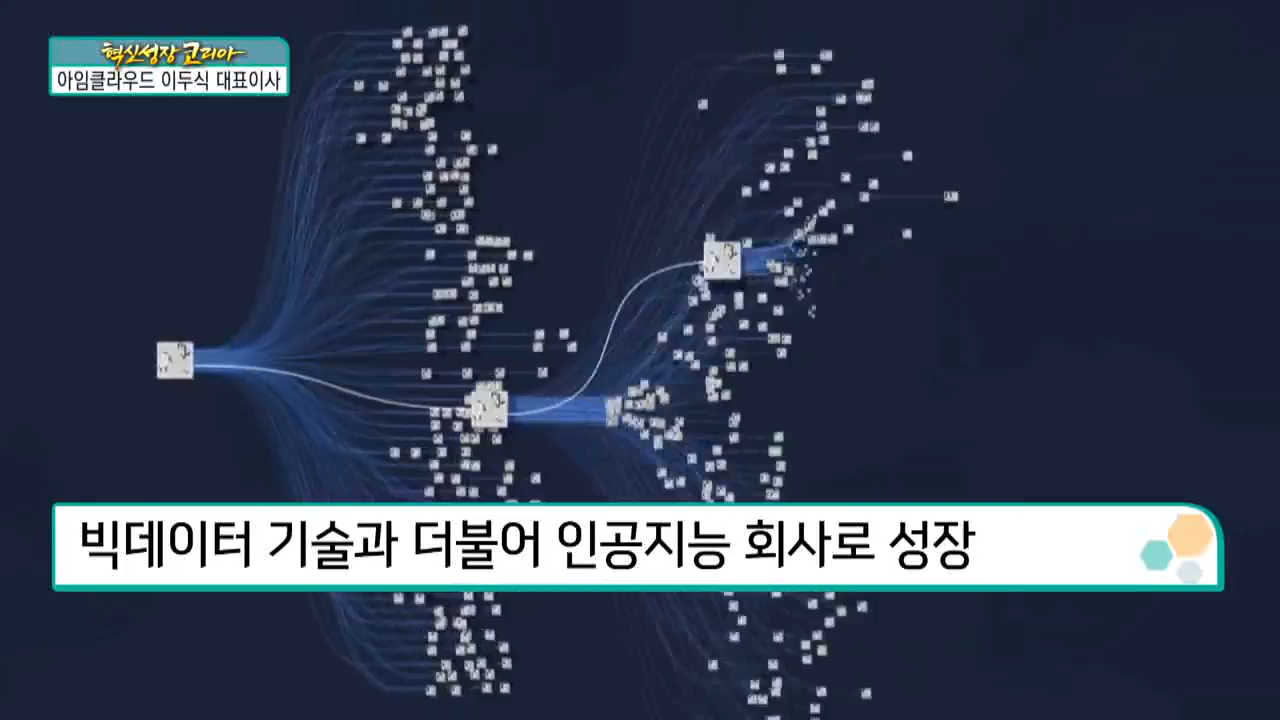 혁신성장 코리아
아임클라우드 이두식 대표이사
빅데이터 기술과 더불어 인공지능 회사로 성장